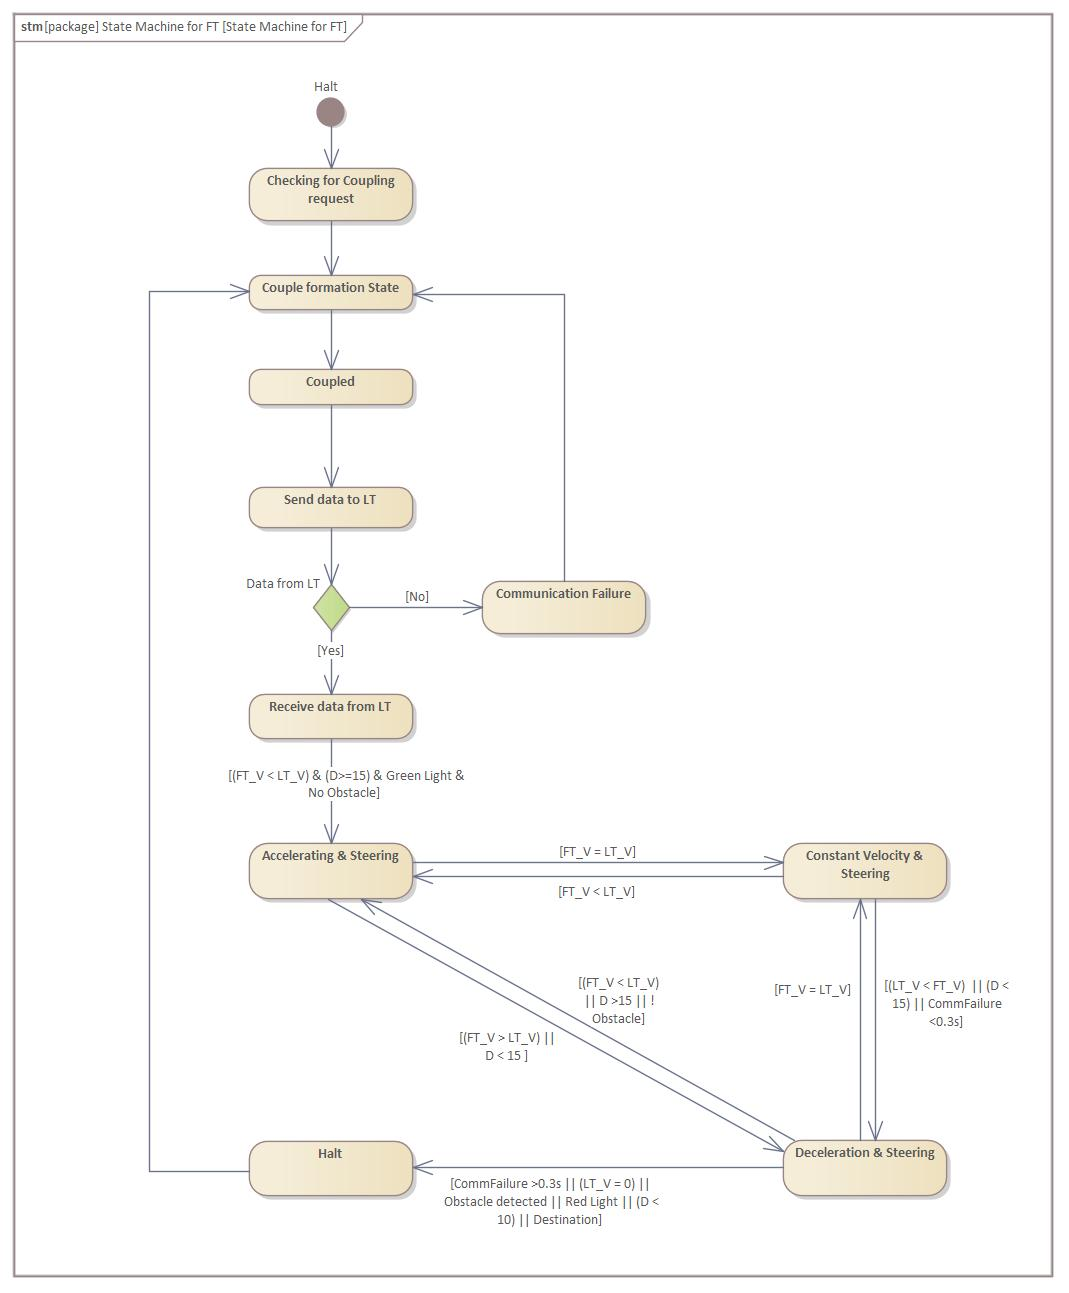 stm [package] State Machine for FT [State Machine for FT]
Halt
Checking for Coupling
request
Couple formation State
Coupled
Send data to LT
Data from LT
[No]
Communication Failure
[Yes]
Receive data from LT
[(FT_V < LT_V) & (D>=15) & Green Light &
No Obstacle]
Accelerating & Steering
[FT_V = LT_V]
[FT_V < LT_V]
Constant Velocity &
Steering
[(FT_V < LT_V)
|| D >15 || !
Obstacle]
[(FT_V > LT_V) ||
D < 15 ]
[FT_V = LT_V]
[(LT_V < FT_V) || (D <
15) || CommFailure
<0.3s]
Halt
Deceleration & Steering
[CommFailure >0.3s || (LT_V = 0) ||
Obstacle detected || Red Light || (D <
10) || Destination]